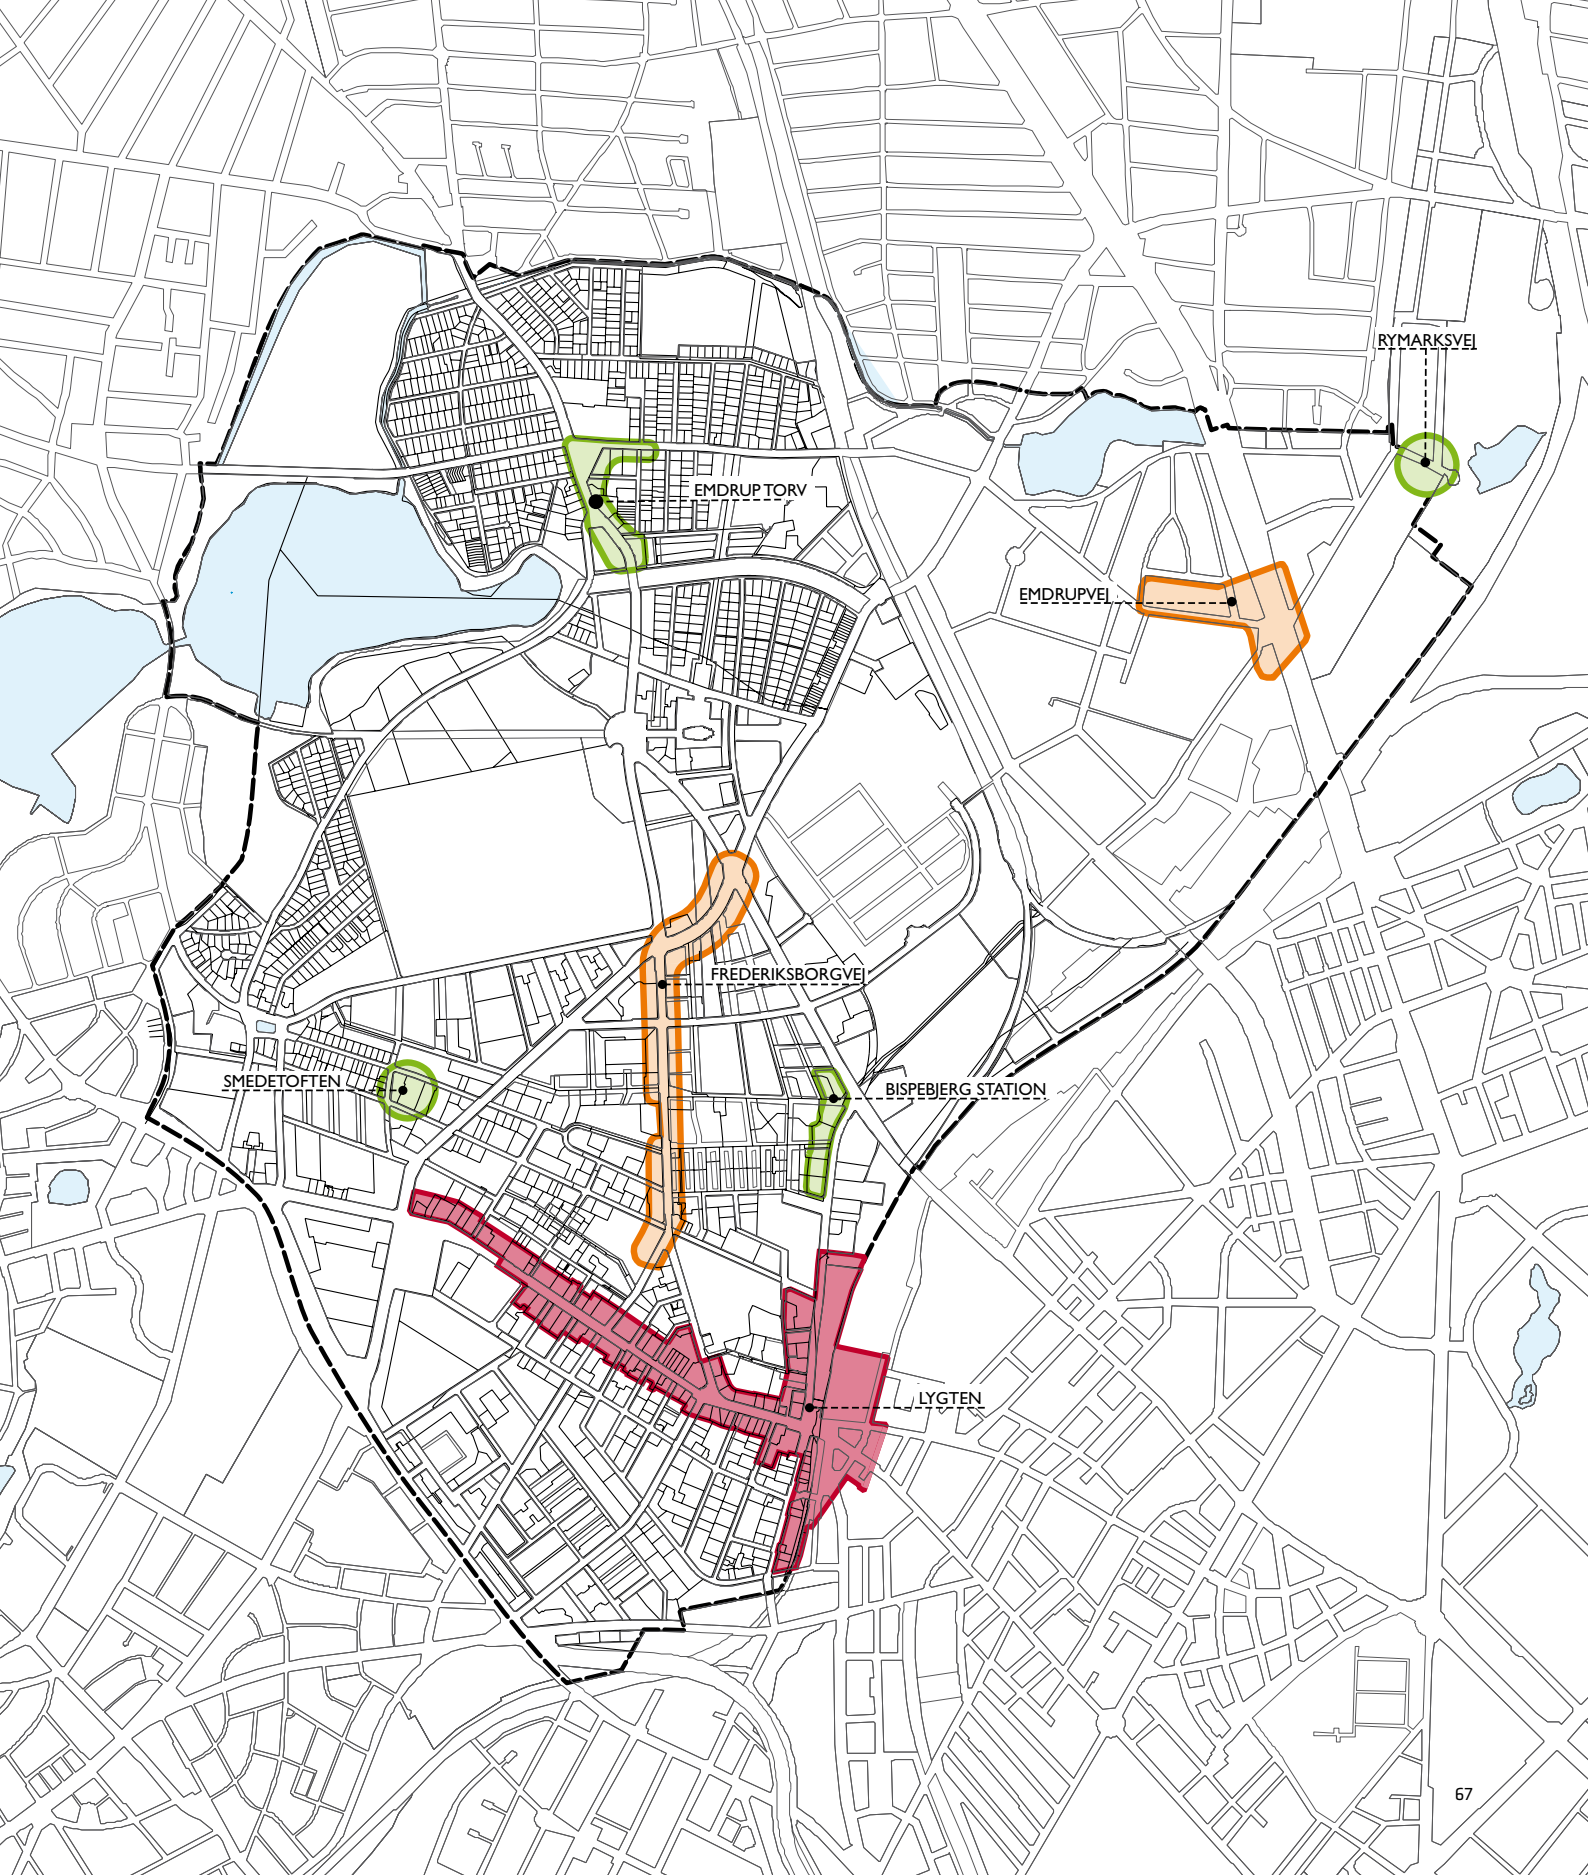 RYMARKSVEJ
EMDRUP TORV
EMDRUPVEJ
FREDERIKSBORGVEJ
SMEDETOFTEN
BISPEBJERG STATION
LYGTEN
67